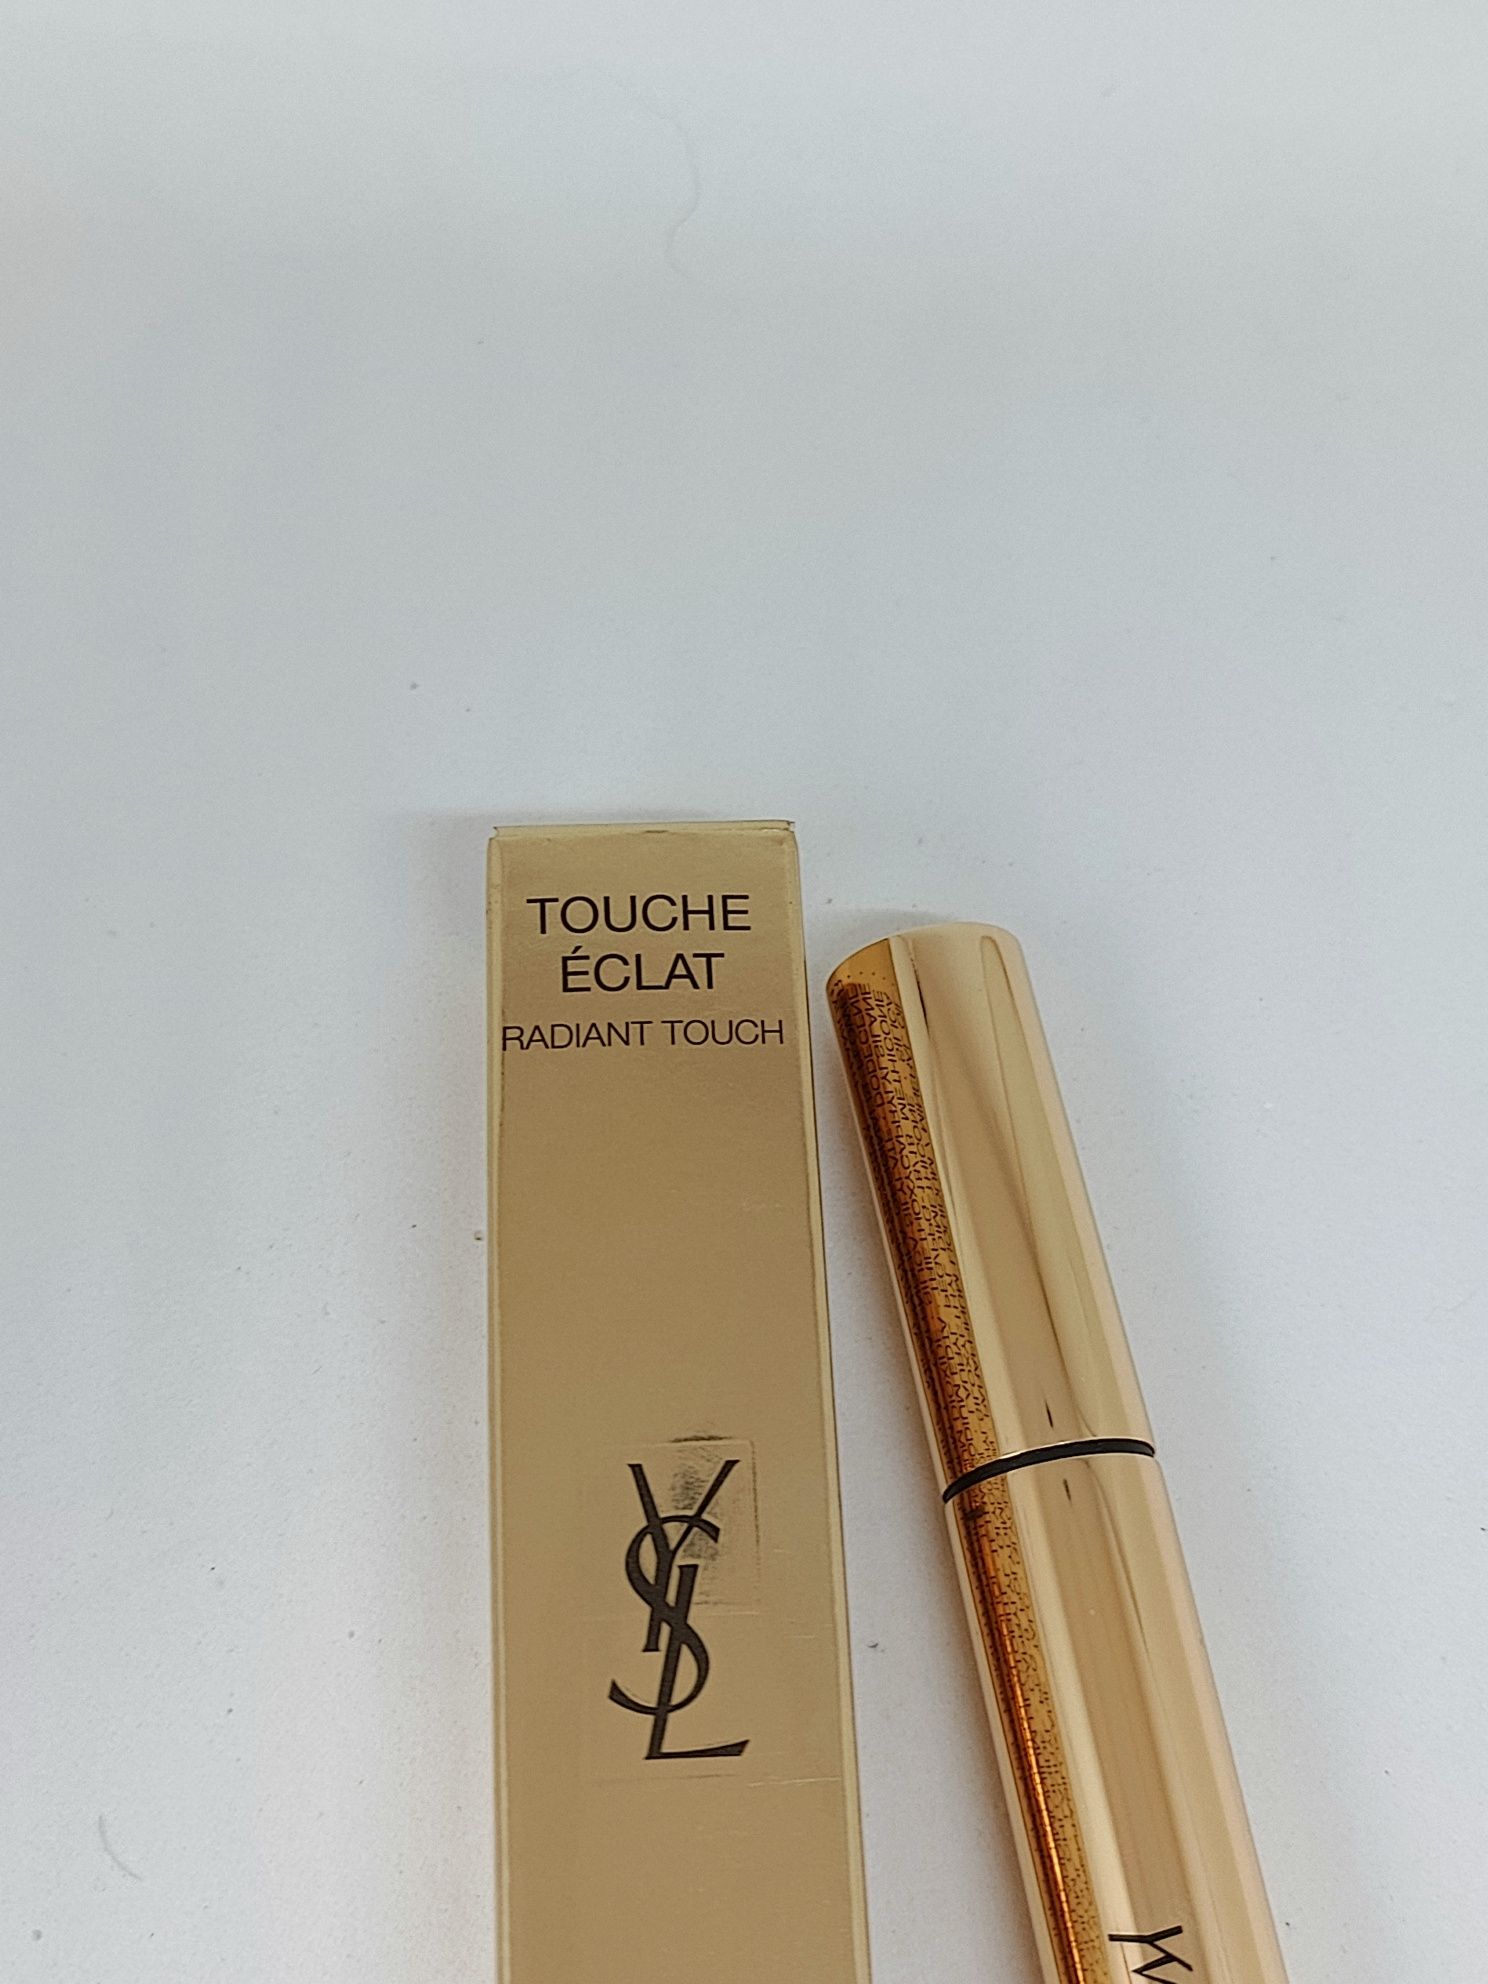 TOUCHE
ÉCLAT
RADIANT TOUCH
YSL